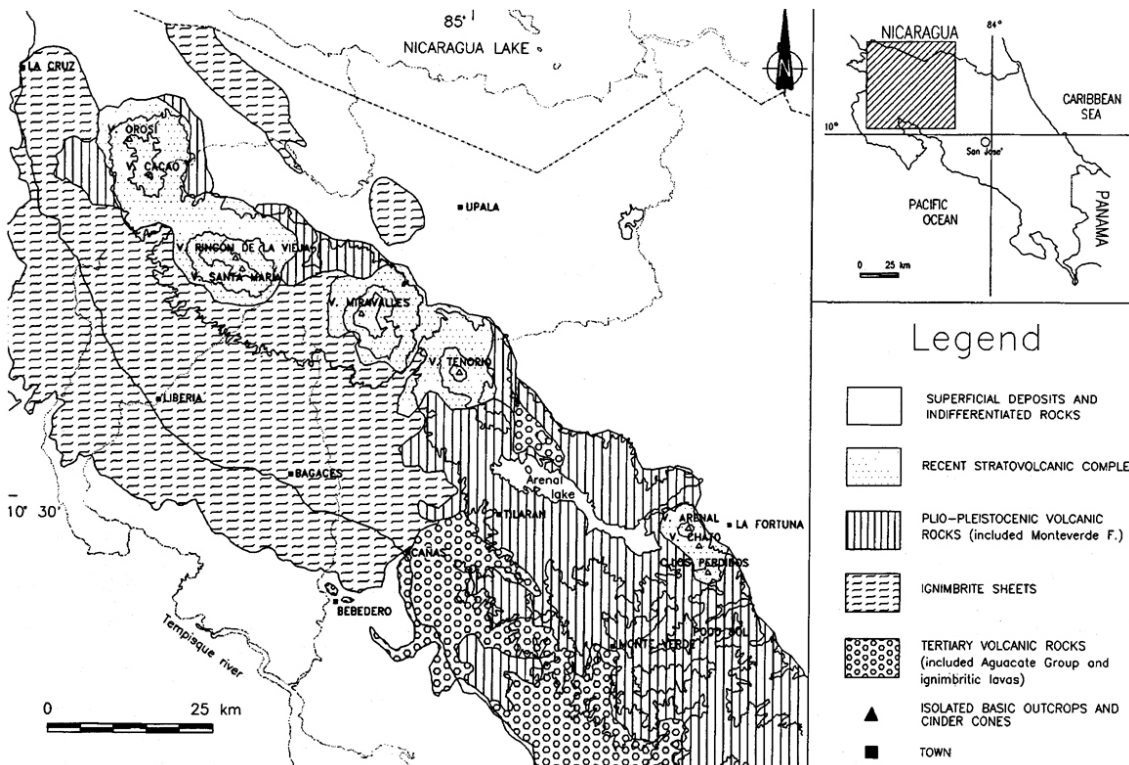 85°
NICARAGUA LAKE
N
LA CRUZ
V. OROSÍ
V. CACAO
UPALA
V. RINCÓN DE LA VIEJA
V. SANTA MARIA
V. MIRAVALLES
V. TENORIO
LIBERIA
BAGACES
Arenal
lake
10° 30'
TILARAN
V. ARENAL
LA FORTUNA
V. CHATO
CAÑAS
C. LOS PERDIDOS
BEBEDERO
POCO SOL
MONTE VERDE
Tempisque river
0 25 km
NICARAGUA
84°
CARIBBEAN
SEA
10°
San José
PACIFIC
OCEAN
PANAMA
0 25 km
Legend
SUPERFICIAL DEPOSITS AND
INDIFFERENTIATED ROCKS
RECENT STRATOVOLCANIC COMPLE
PLIO-PLEISTOCENIC VOLCANIC
ROCKS (included Monteverde F.)
IGNIMBRITE SHEETS
TERTIARY VOLCANIC ROCKS
(included Aguacate Group and
ignimbritic lavas)
ISOLATED BASIC OUTCROPS AND
CINDER CONES
TOWN